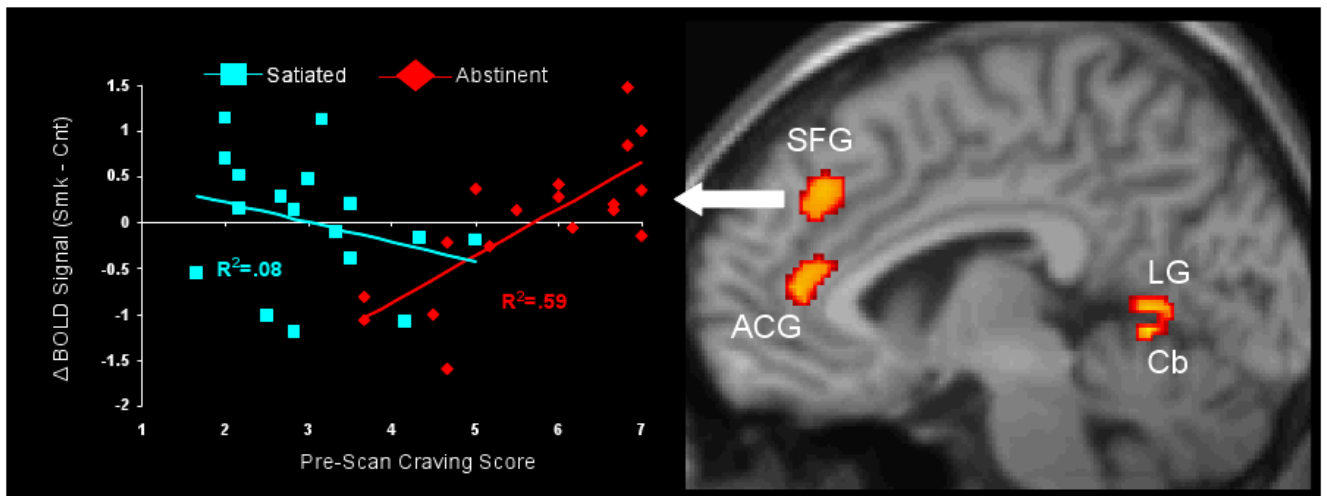 Satiated
Abstinent
Δ BOLD Signal (Smk - Cnt)
1.5
1
0.5
0
-0.5
-1
-1.5
-2
R²=.08
R²=.59
1 2 3 4 5 6 7
Pre-Scan Craving Score
SFG
ACG
LG
Cb